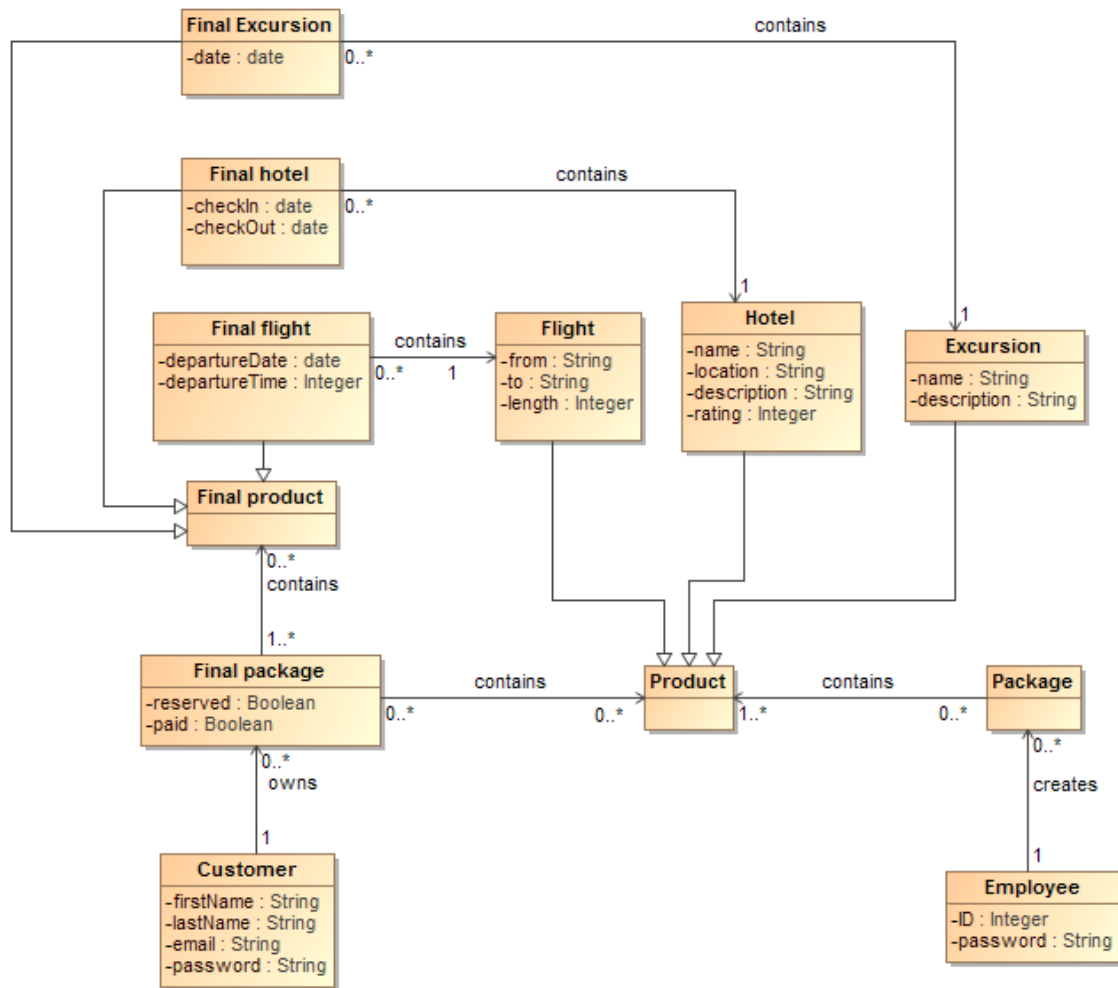 Final Excursion
-date : date
0..*
contains
1
Final hotel
-checkIn : date
-checkOut : date
0..*
contains
1
Final flight
-departureDate : date
-departureTime : Integer
contains
0..*
1
Flight
-from : String
-to : String
-length : Integer
Hotel
-name : String
-location : String
-description : String
-rating : Integer
Excursion
-name : String
-description : String
Final product
0..*
contains
1..*
Final package
-reserved : Boolean
-paid : Boolean
contains
0..*
0..*
Product
contains
1..*
0..*
Package
0..*
owns
1
0..*
creates
1
Customer
-firstName : String
-lastName : String
-email : String
-password : String
Employee
-ID : Integer
-password : String